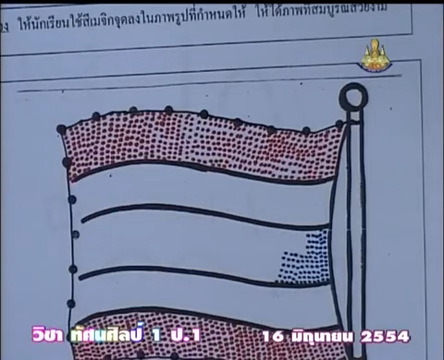 ให้นักเรียนใช้สีเมจิกจุดลงในภาพรูปที่กำหนดให้ ให้ได้ภาพที่สมบูรณ์สวยงาม
วิชา ทัศนศิลป์ 1 ป.1
16 มิถุนายน 2554